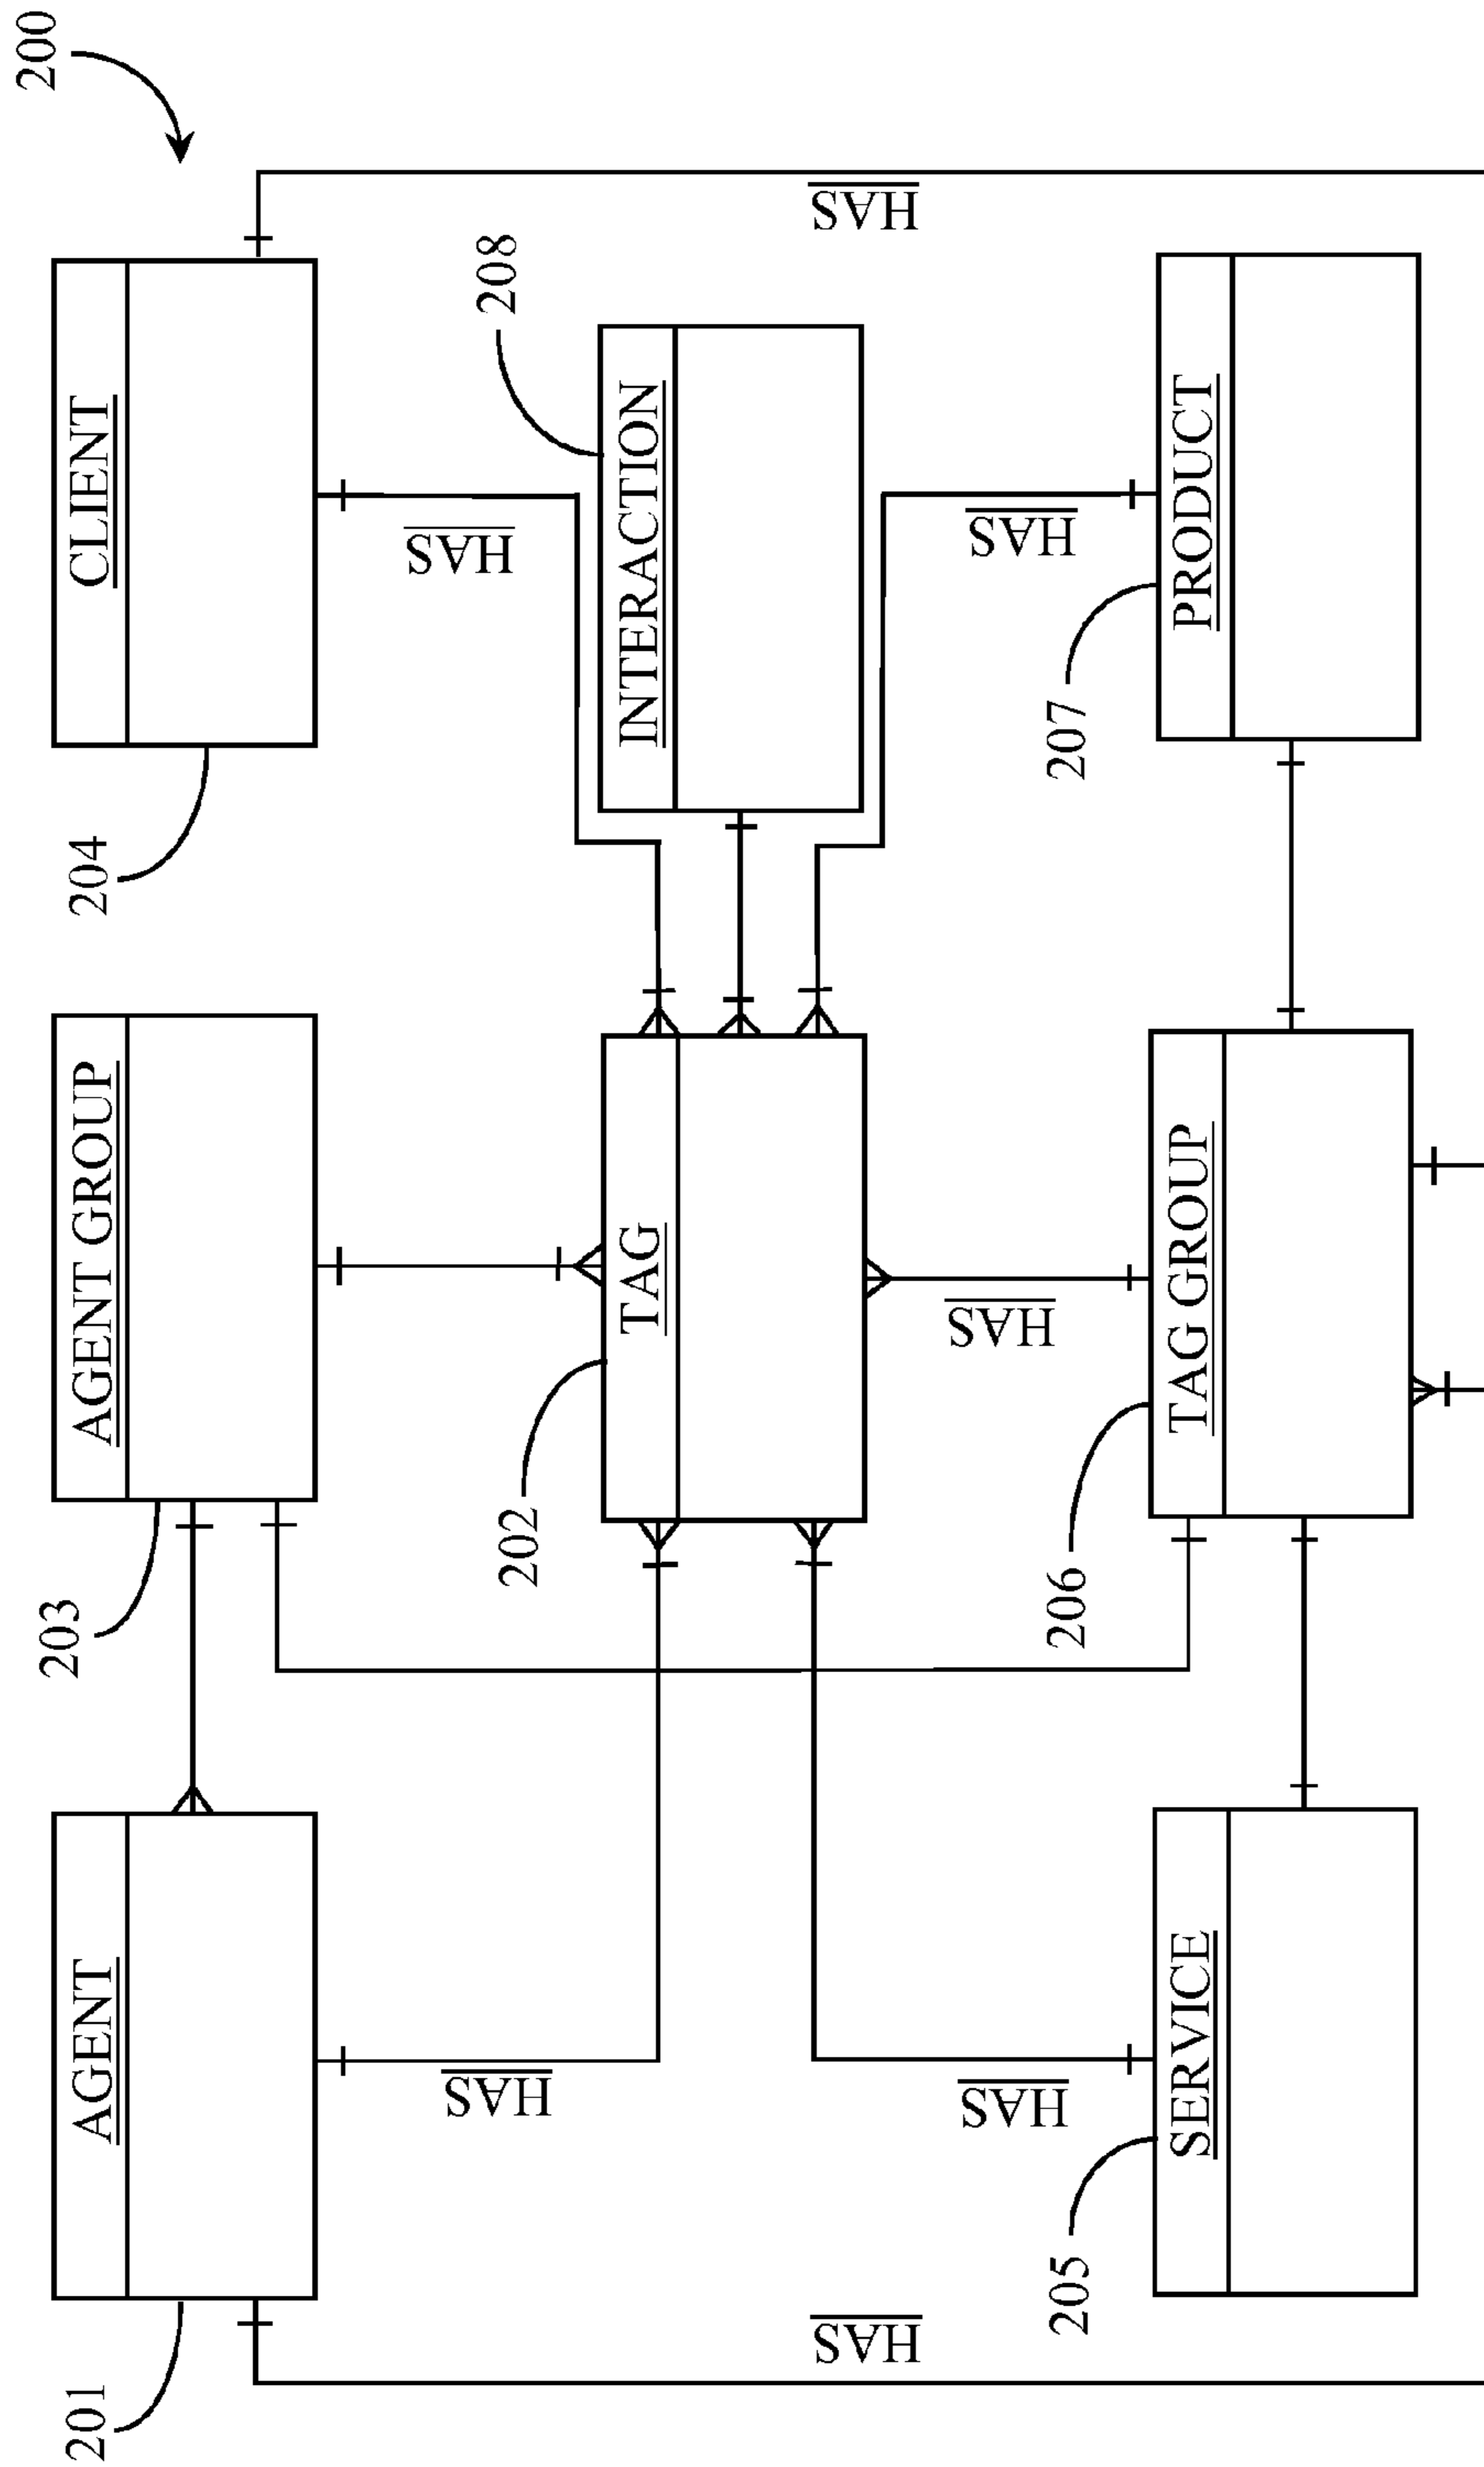 200
AGENT
AGENT GROUP
CLIENT
201
203
204
HAS
HAS
208
TAG
INTERACTION
202
HAS
HAS
HAS
HAS
HAS
SERVICE
TAG GROUP
PRODUCT
205
206
207